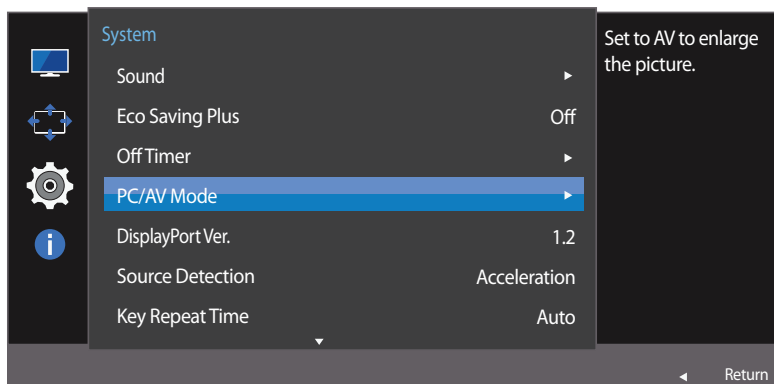 System
Sound
Eco Saving Plus Off
Off Timer
PC/AV Mode
DisplayPort Ver. 1.2
Source Detection Acceleration
Key Repeat Time Auto
Set to AV to enlarge
the picture.
Return